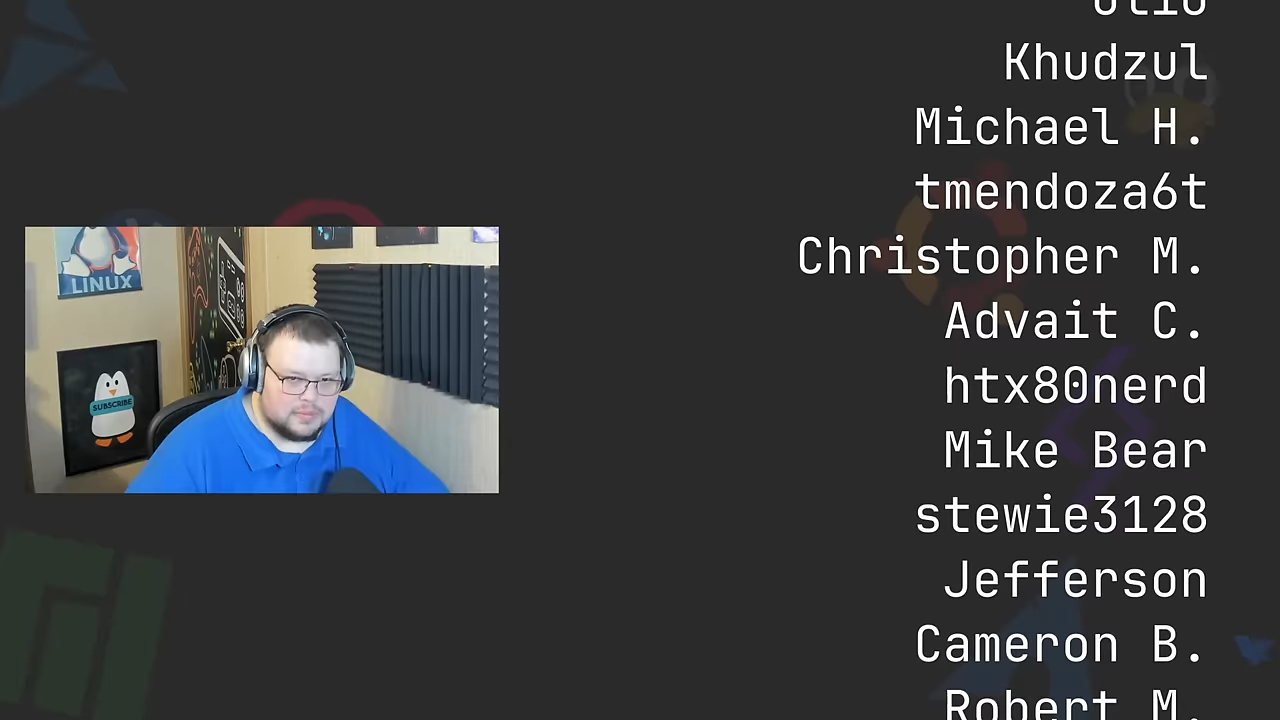 Khudzul
Michael H.
tmendoza6t
Christopher M.
Advait C.
htx80nerd
Mike Bear
stewie3128
Jefferson
Cameron B.
Robert M.
LINUX
SUBSCRIBE